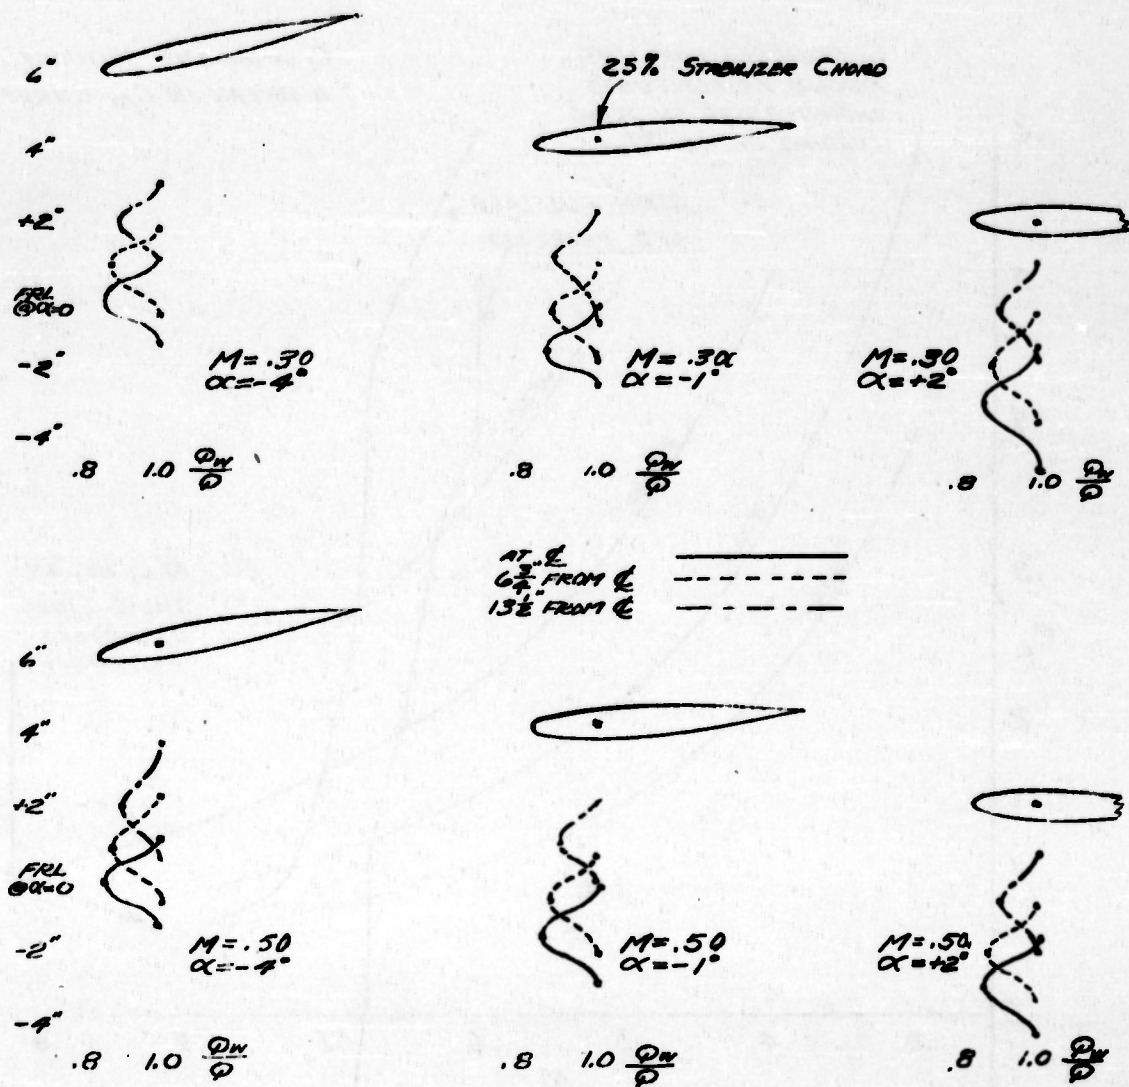 6"
25% STABILIZER CHORD
4"
+2"
FRL
@α=0
-2"
M=.30
α=-4°
M=.30
α=-1°
M=.30
α=+2°
-4"
.8 1.0 Qw/Q
.8 1.0 Qw/Q
.8 1.0 Qw/Q
AT ℄
6 3/4" FROM ℄
13 1/2" FROM ℄
6"
4"
+2"
FRL
@α=0
-2"
M=.50
α=-4°
M=.50
α=-1°
M=.50
α=+2°
-4"
.8 1.0 Qw/Q
.8 1.0 Qw/Q
.8 1.0 Qw/Q